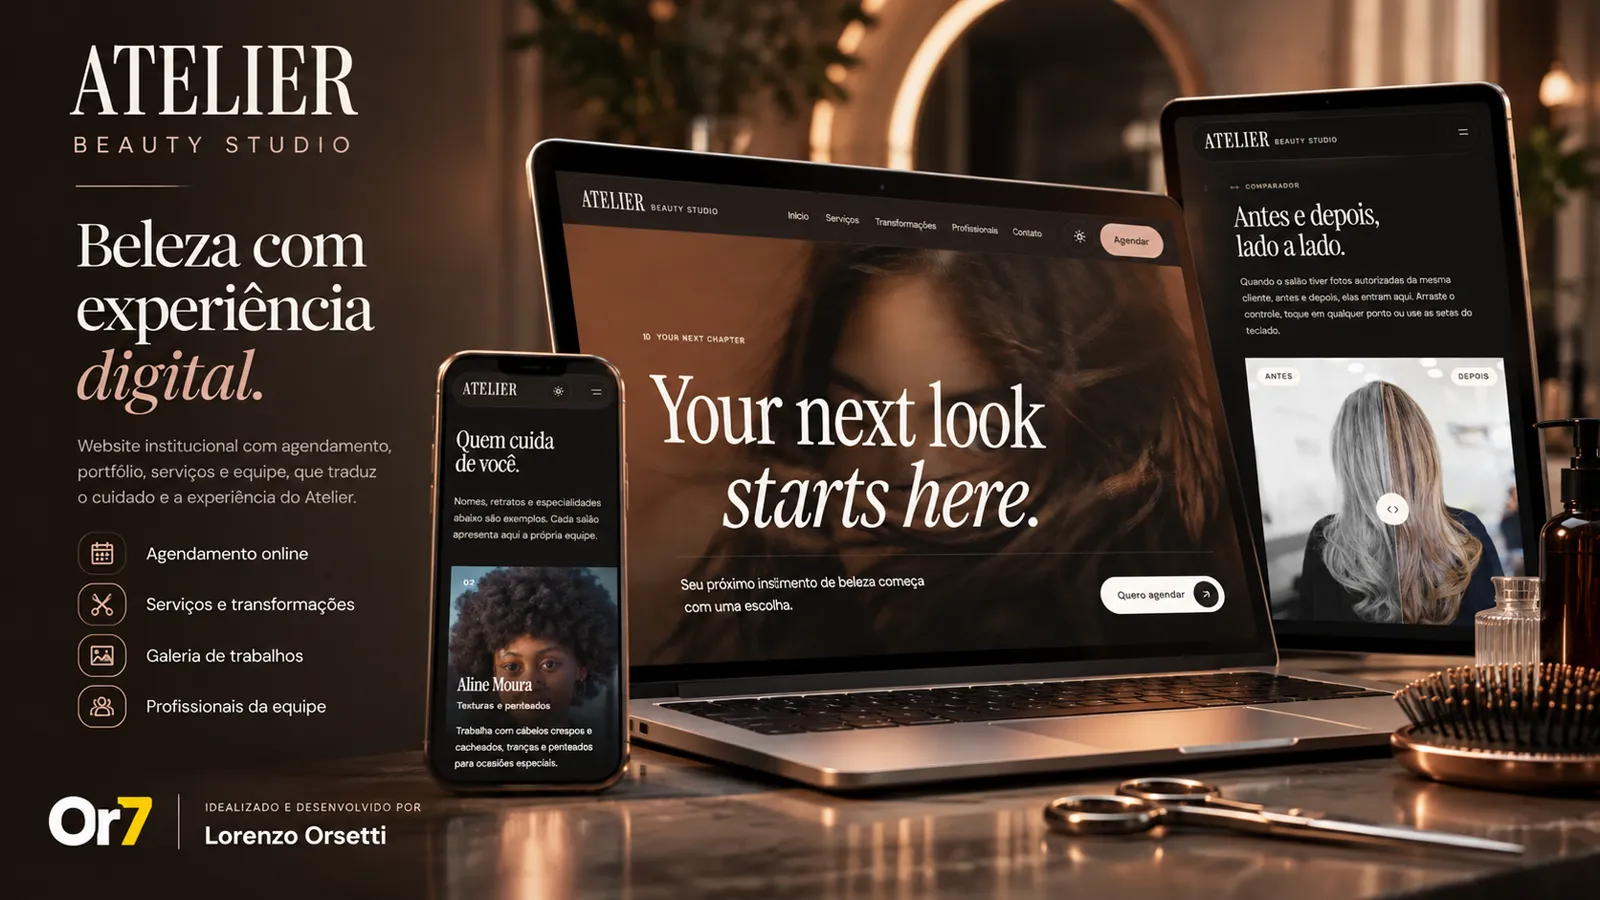 ATELIER
BEAUTY STUDIO
Beleza com
experiência
digital.
Website institucional com agendamento,
portfólio, serviços e equipe, que traduz
o cuidado e a experiência do Atelier.
Agendamento online
Serviços e transformações
Galeria de trabalhos
Profissionais da equipe
Or7
IDEALIZADO E DESENVOLVIDO POR
Lorenzo Orsetti
ATELIER
Quem cuida
de você.
Nomes, retratos e especialidades
abaixo são exemplos. Cada salão
apresenta aqui a própria equipe.
02
Aline Moura
Texturas e penteados
Trabalha com cabelos crespos e
cacheados, tranças e penteados
para ocasiões especiais.
ATELIER BEAUTY STUDIO
Início Serviços Transformações Profissionais Contato Agendar
10 YOUR NEXT CHAPTER
Your next look
starts here.
Seu próximo de beleza começa
com uma escolha.
Quero agendar
ATELIER BEAUTY STUDIO
COMPARADOR
Antes e depois,
lado a lado.
Quando o salão tiver fotos autorizadas da mesma
cliente, antes e depois, elas entram aqui. Arraste o
controle, toque em qualquer ponto ou use as setas do
teclado.
ANTES DEPOIS